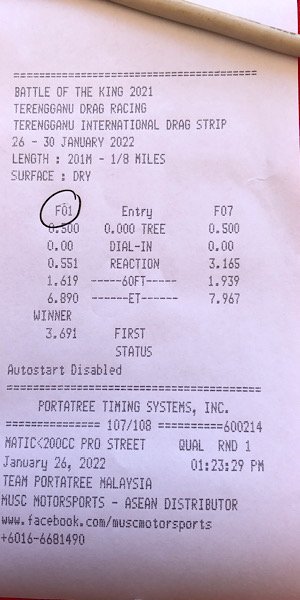 =====================================
BATTLE OF THE KING 2021
TERENGGANU DRAG RACING
TERENGGANU INTERNATIONAL DRAG STRIP
26 - 30 JANUARY 2022
LENGTH : 201M - 1/8 MILES
SURFACE : DRY
F01 Entry F07
0.500 0.000 TREE 0.500
0.00 DIAL-IN 0.00
0.551 REACTION 3.165
1.619 -----60FT----- 1.939
6.890 ------ET------ 7.967
WINNER
3.691 FIRST
STATUS
Autostart Disabled
=====================================
PORTATREE TIMING SYSTEMS, INC.
============== 107/108 ==========600214
MATIC<200CC PRO STREET QUAL RND 1
January 26, 2022 01:23:29 PM
TEAM PORTATREE MALAYSIA
MUSC MOTORSPORTS - ASEAN DISTRIBUTOR
www.facebook.com/muscmotorsports
+6016-6681490